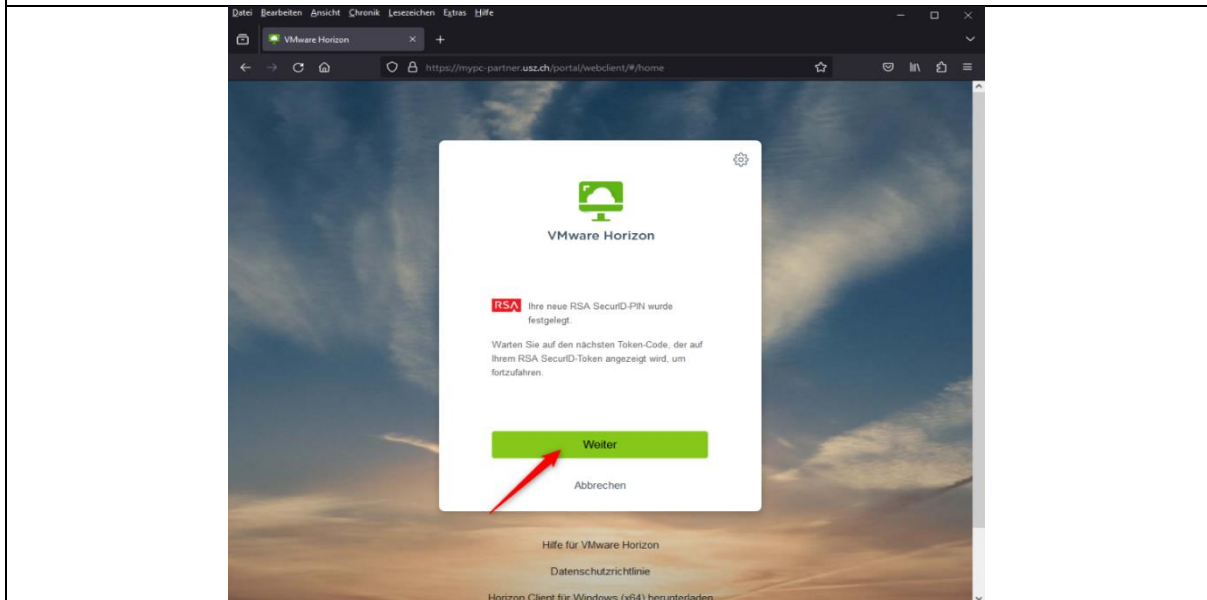 Datei Bearbeiten Ansicht Chronik Lesezeichen Extras Hilfe
VMware Horizon
https://mypc-partner.usz.ch/portal/webclient/#/home
VMware Horizon
RSA Ihre neue RSA SecurID-PIN wurde
festgelegt.
Warten Sie auf den nächsten Token-Code, der auf
Ihrem RSA SecurID-Token angezeigt wird, um
fortzufahren.
Weiter
Abbrechen
Hilfe für VMware Horizon
Datenschutzrichtlinie
Horizon Client für Windows (x64) herunterladen